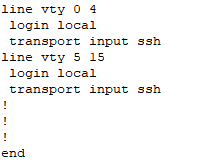 line vty 0 4
 login local
 transport input ssh
line vty 5 15
 login local
 transport input ssh
!
!
!
end